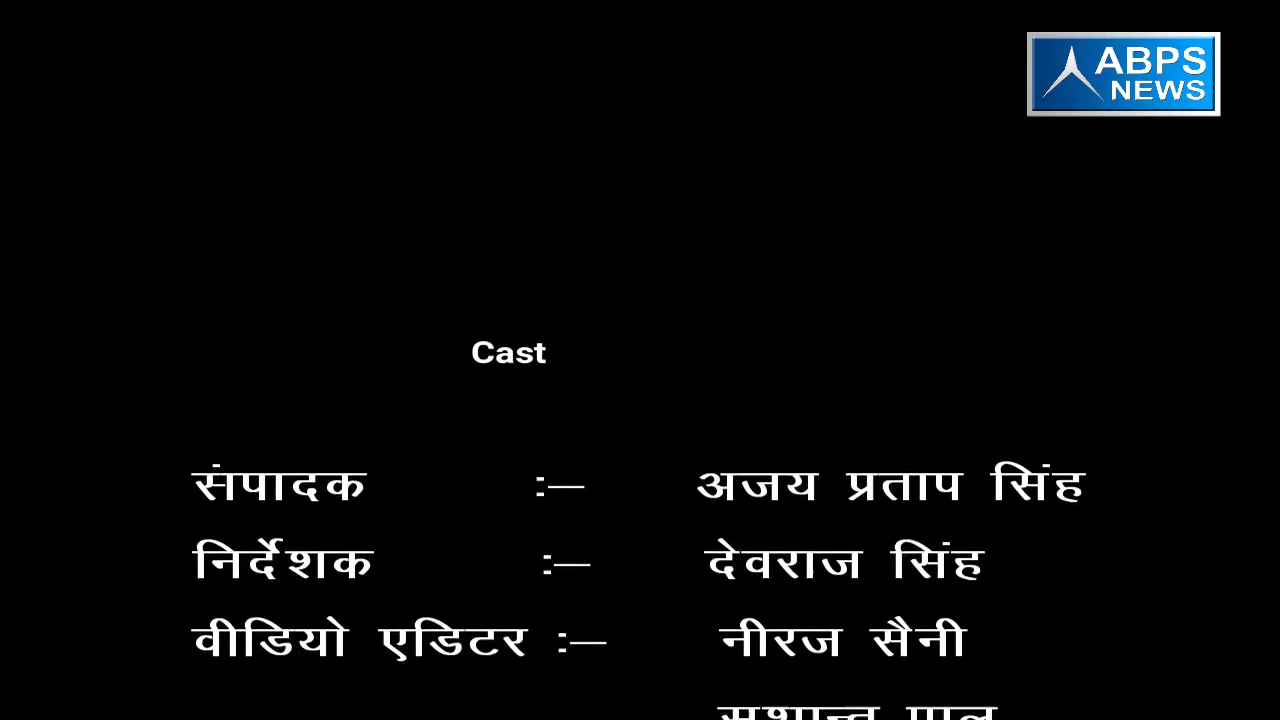 ABPS
NEWS
Cast
संपादक :— अजय प्रताप सिंह
निर्देशक :— देवराज सिंह
वीडियो एडिटर :— नीरज सैनी